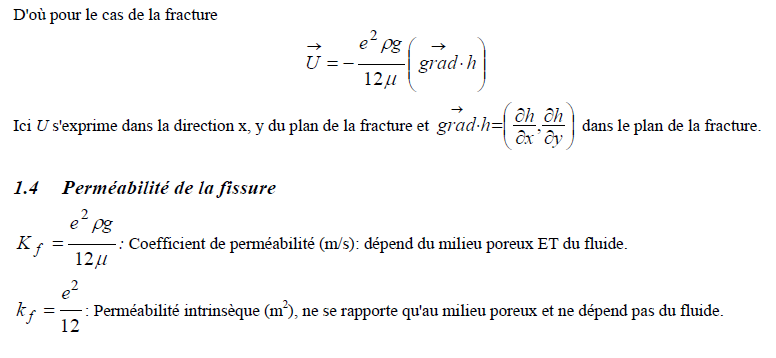 D'où pour le cas de la fracture
$\overrightarrow{U} = -\frac{e^2 \rho g}{12\mu} \left( \overrightarrow{grad} \cdot h \right)$
Ici U s'exprime dans la direction x, y du plan de la fracture et $\overrightarrow{grad} \cdot h = \left( \frac{\partial h}{\partial x}, \frac{\partial h}{\partial y} \right)$ dans le plan de la fracture.
1.4 Perméabilité de la fissure
$K_f = \frac{e^2 \rho g}{12\mu}$ : Coefficient de perméabilité (m/s): dépend du milieu poreux ET du fluide.
$k_f = \frac{e^2}{12}$ : Perméabilité intrinsèque (m²), ne se rapporte qu'au milieu poreux et ne dépend pas du fluide.